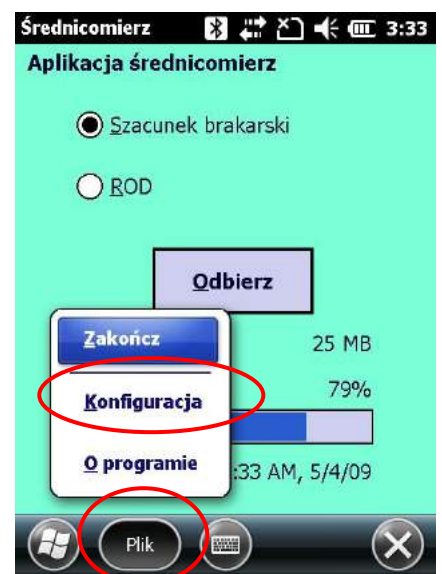 Średnicomierz 3:33
Aplikacja średnicomierz
Szacunek brakarski
ROD
Odbierz
Zakończ
25 MB
Konfiguracja
79%
O programie
:33 AM, 5/4/09
Plik